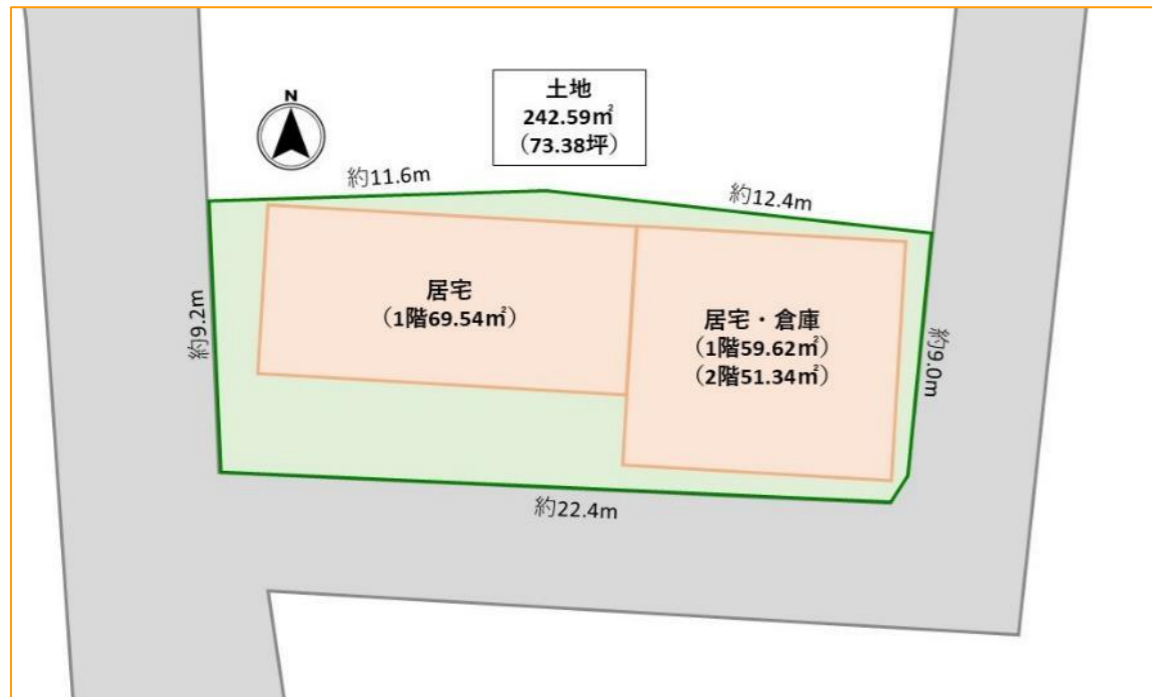 土地
242.59㎡
（73.38坪）
N
約11.6m
約12.4m
居宅
（1階69.54㎡）
居宅・倉庫
（1階59.62㎡）
（2階51.34㎡）
約9.2m
約9.0m
約22.4m